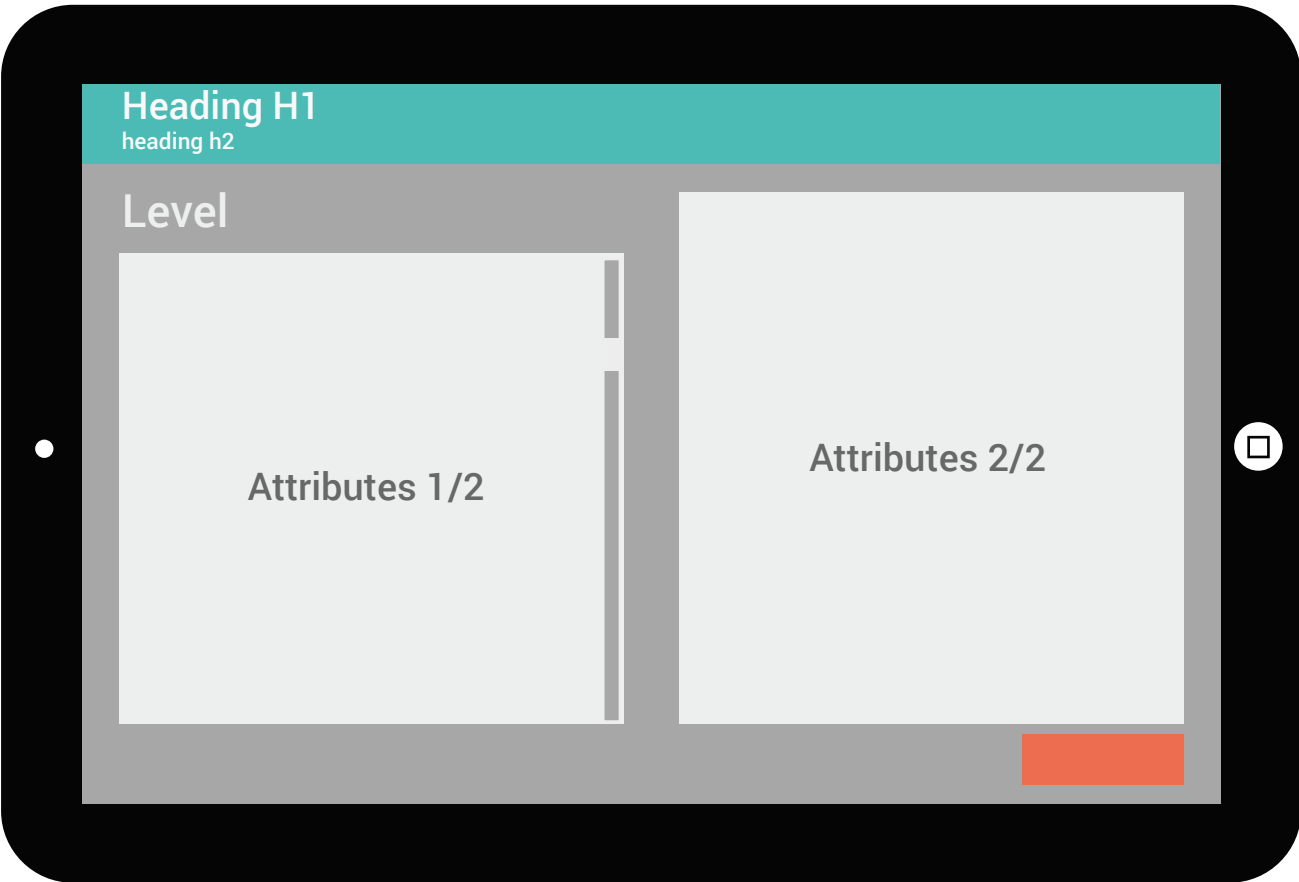 Heading H1
heading h2
Level
Attributes 1/2
Attributes 2/2